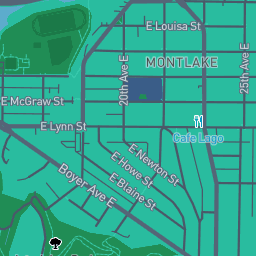 E Louisa St
MONTLAKE
20th Ave E
25th Ave E
E McGraw St
E Lynn St
Cafe Lago
E Newton St
E Howe St
E Blaine St
Boyer Ave E